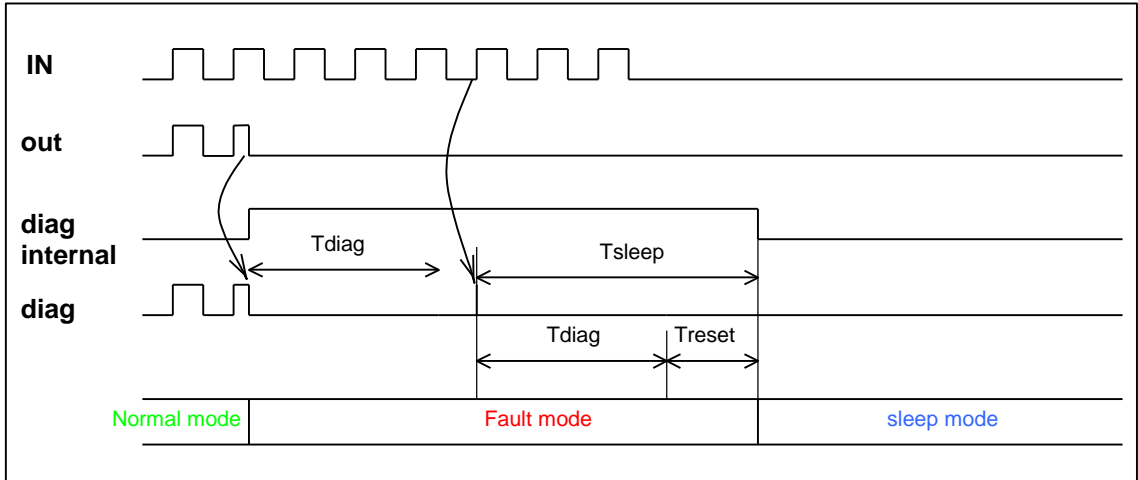 IN
out
diag
internal
Tdiag
Tsleep
diag
Tdiag
Treset
Normal mode
Fault mode
sleep mode